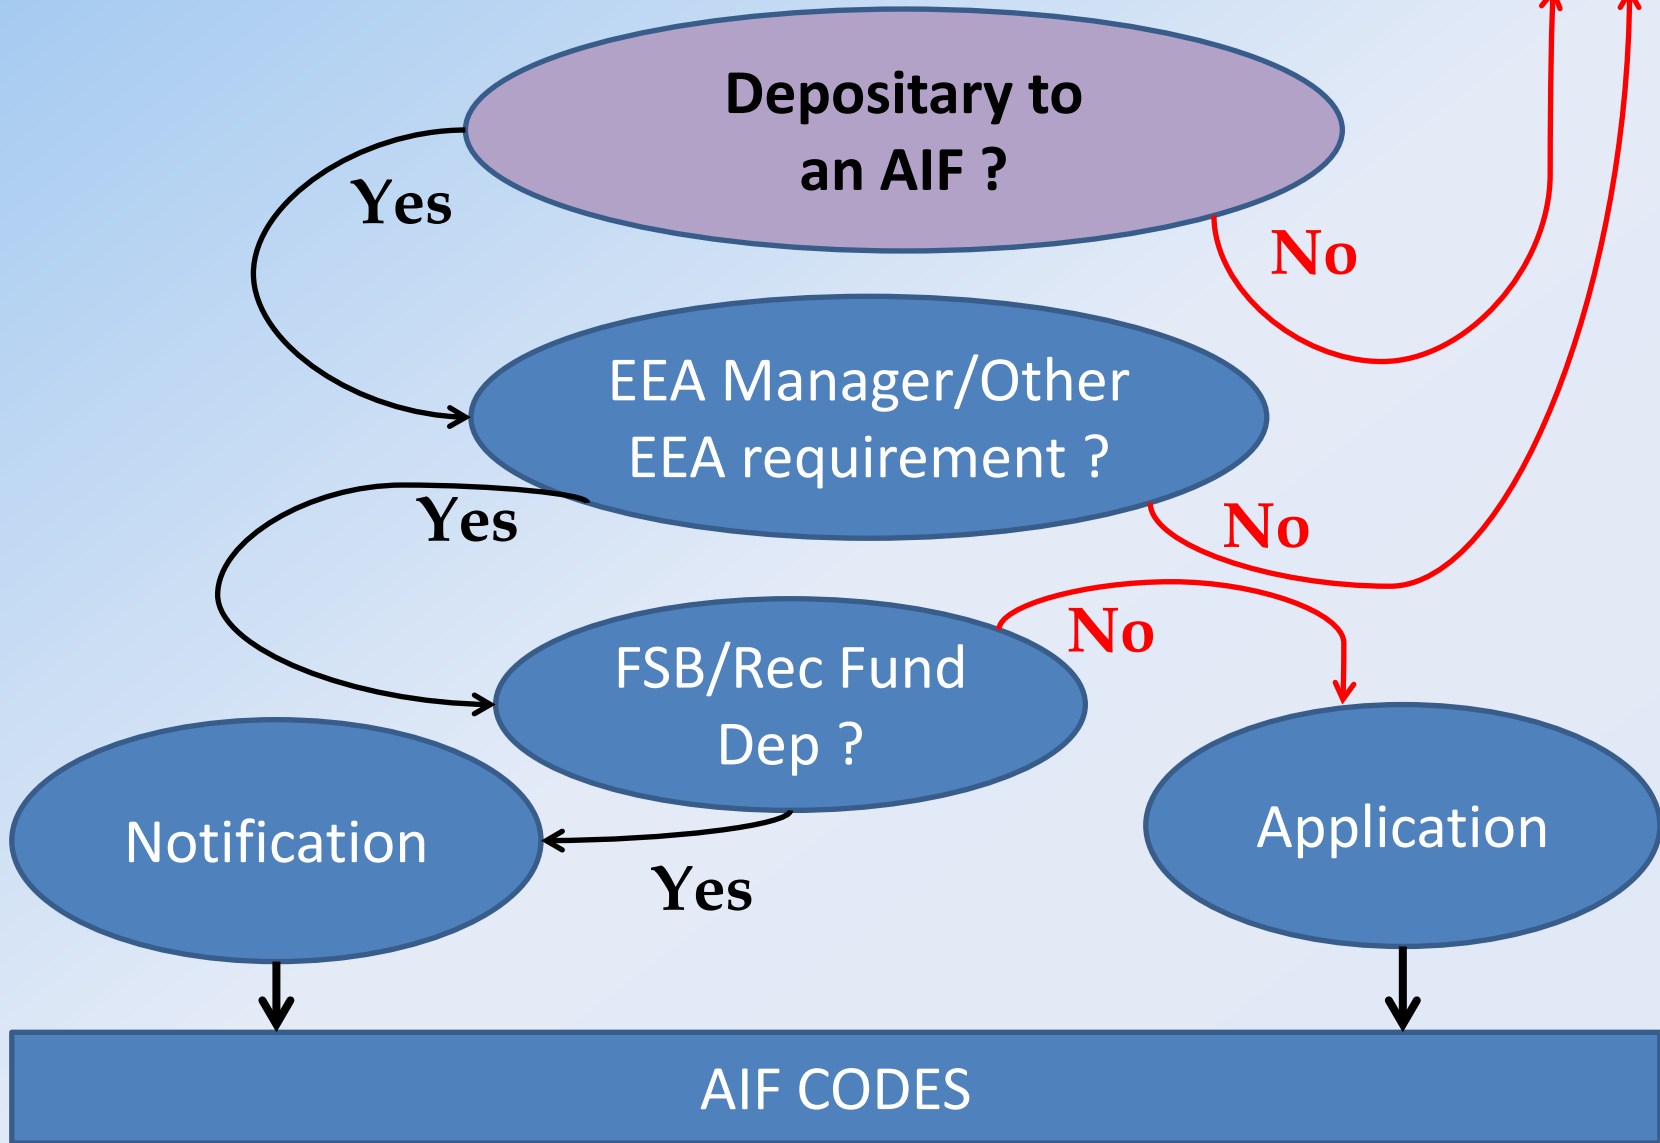 Depositary to
an AIF ?
Yes
No
EEA Manager/Other
EEA requirement ?
Yes
No
FSB/Rec Fund
Dep ?
No
Notification
Application
Yes
AIF CODES